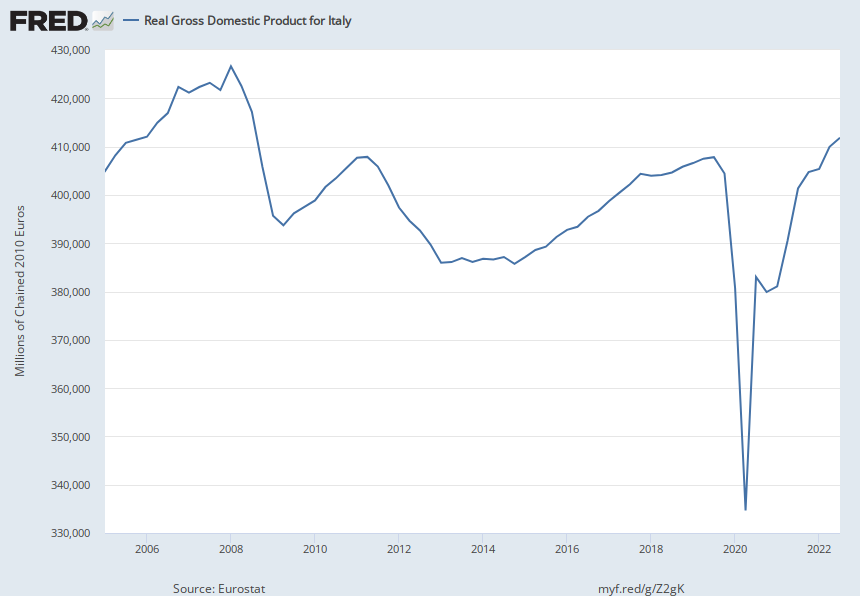 FRED
Real Gross Domestic Product for Italy
Millions of Chained 2010 Euros
430,000
420,000
410,000
400,000
390,000
380,000
370,000
360,000
350,000
340,000
330,000
2006 2008 2010 2012 2014 2016 2018 2020 2022
Source: Eurostat myf.red/g/Z2gK